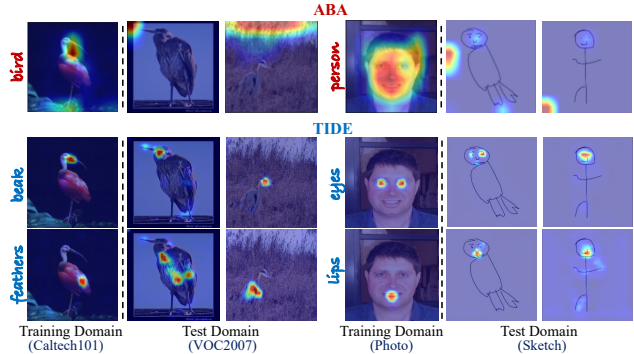 ABA
bird
person
TIDE
beak
eyes
feathers
lips
Training Domain
(Caltech101)
Test Domain
(VOC2007)
Training Domain
(Photo)
Test Domain
(Sketch)